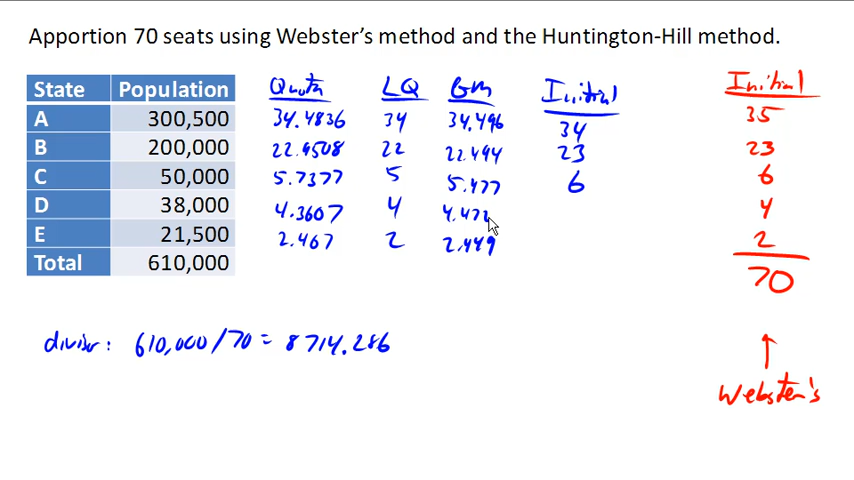 Apportion 70 seats using Webster's method and the Huntington-Hill method.
State Population Quota LQ GM Initial Initial
A 300,500 34.4836 34 34.496 34 35
B 200,000 22.9508 22 22.494 23 23
C 50,000 5.7377 5 5.477 6 6
D 38,000 4.3607 4 4.472 4
E 21,500 2.467 2 2.449 2
Total 610,000 70
divisor: 610,000/70 = 8714.286
Webster's